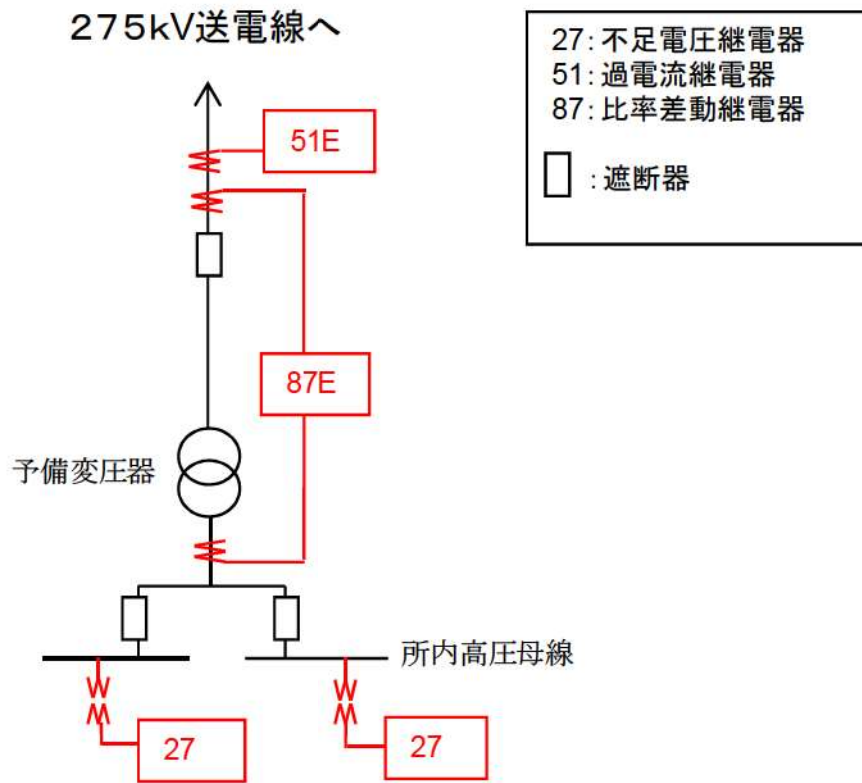 275kV送電線へ
27:不足電圧継電器
51:過電流継電器
87:比率差動継電器
:遮断器
51E
87E
予備変圧器
所内高圧母線
27
27